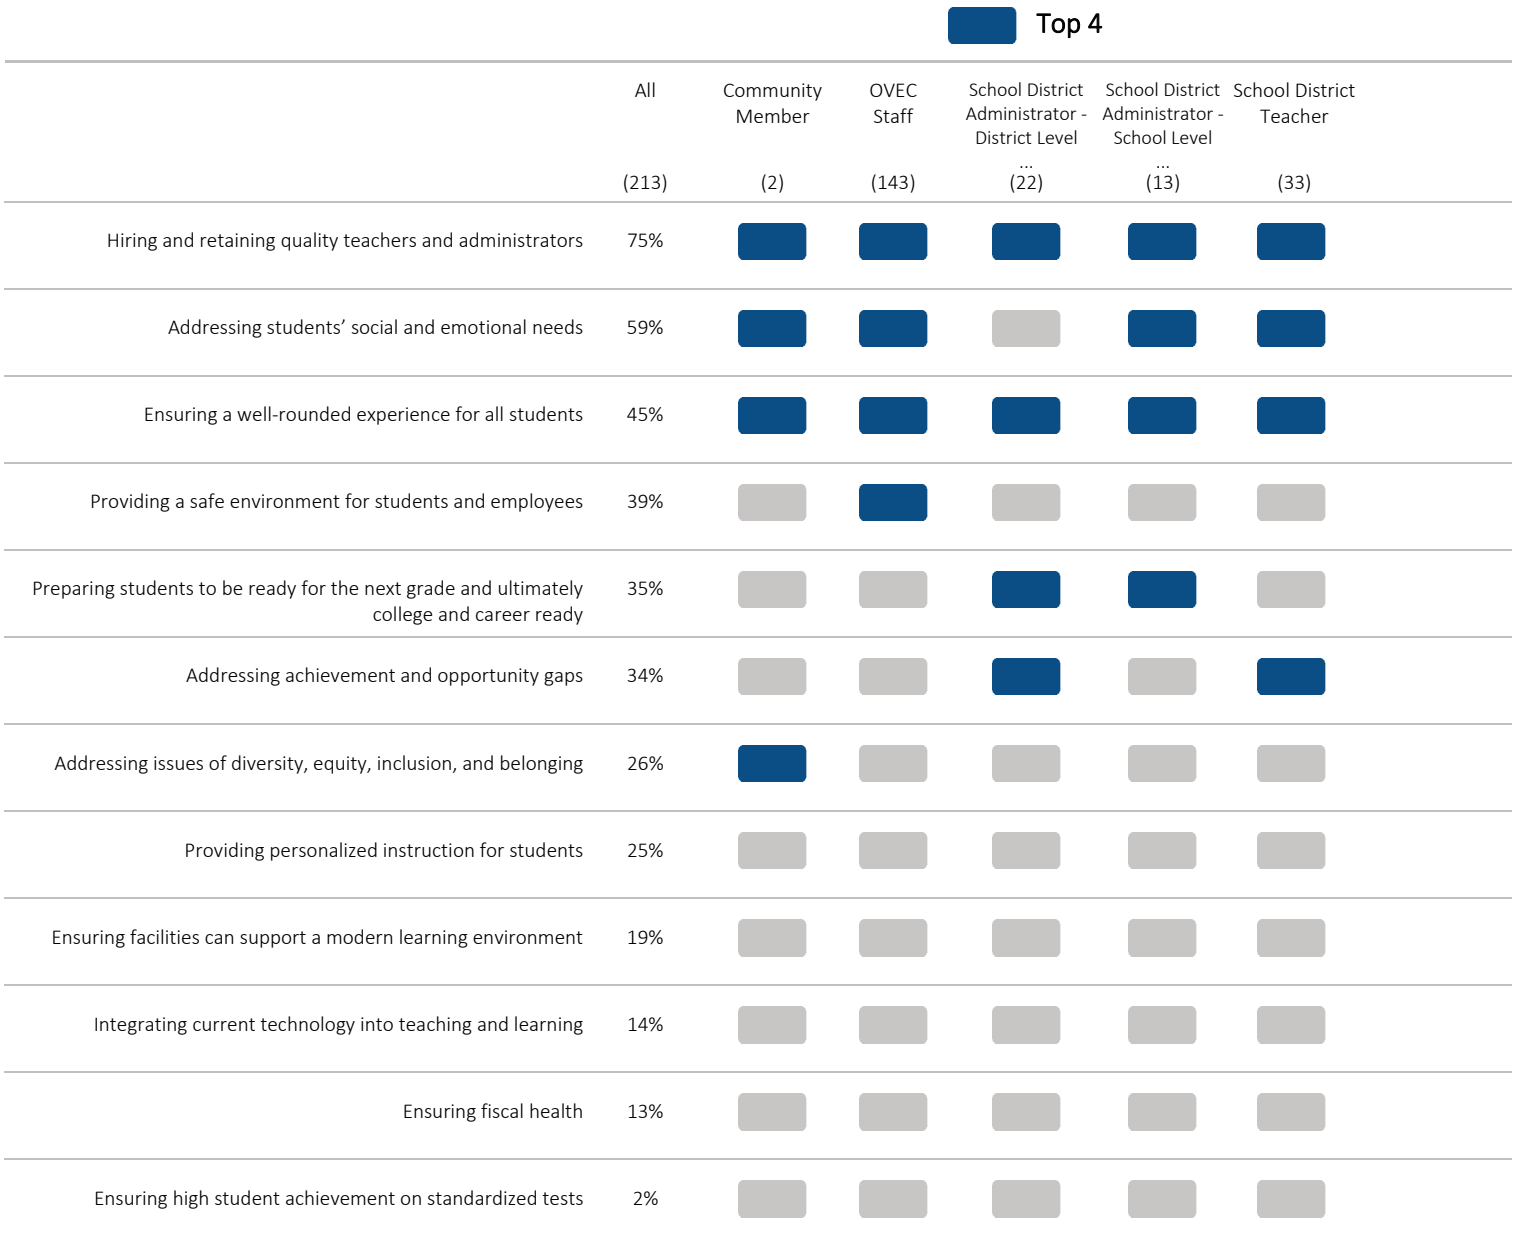 Top 4
All
Community
Member
OVEC
Staff
School District
Administrator -
District Level
...
School District
Administrator -
School Level
...
School District
Teacher
(213)
(2)
(143)
(22)
(13)
(33)
Hiring and retaining quality teachers and administrators 75%
Addressing students’ social and emotional needs 59%
Ensuring a well-rounded experience for all students 45%
Providing a safe environment for students and employees 39%
Preparing students to be ready for the next grade and ultimately 35%
college and career ready
Addressing achievement and opportunity gaps 34%
Addressing issues of diversity, equity, inclusion, and belonging 26%
Providing personalized instruction for students 25%
Ensuring facilities can support a modern learning environment 19%
Integrating current technology into teaching and learning 14%
Ensuring fiscal health 13%
Ensuring high student achievement on standardized tests 2%